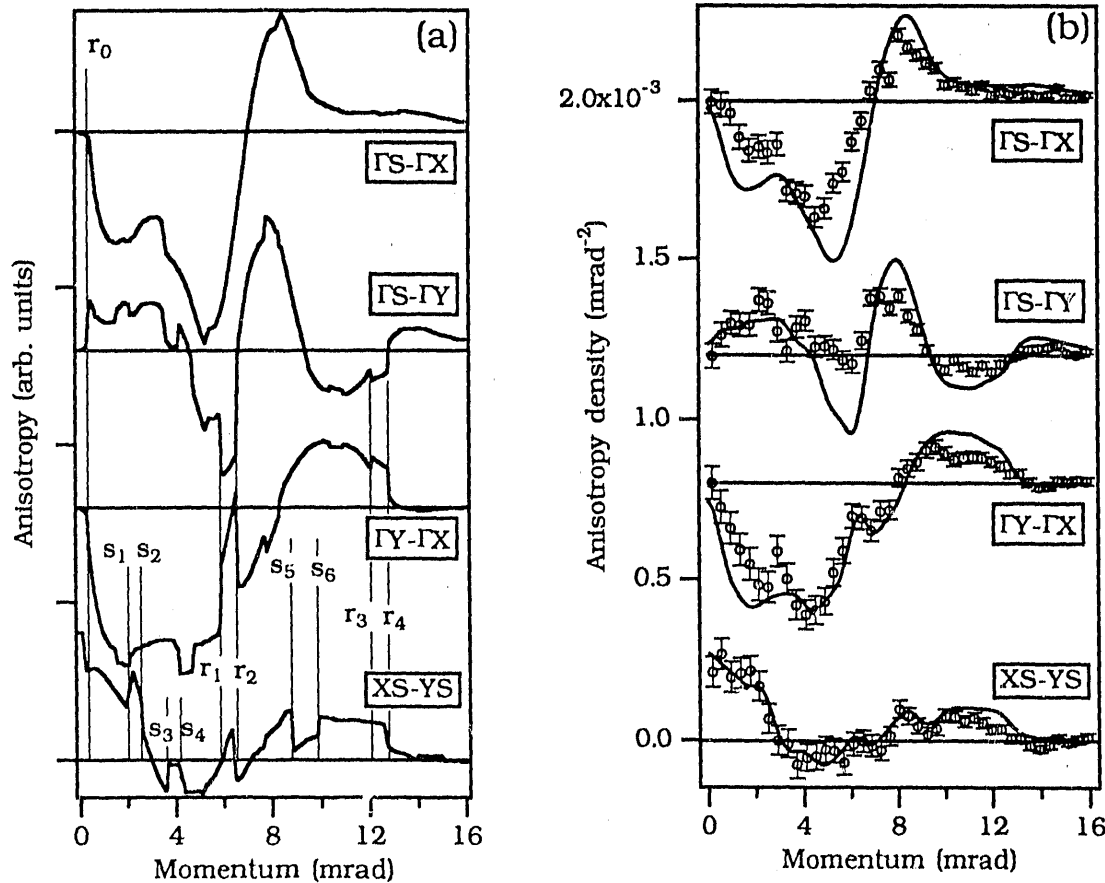 (a)
r₀
ΓS-ΓX
ΓS-ΓY
ΓY-ΓX
s₁ s₂
s₅ s₆
r₃ r₄
r₁ r₂
XS-YS
s₃ s₄
Anisotropy (arb. units)
0 4 8 12 16
Momentum (mrad)
(b)
2.0x10⁻³
ΓS-ΓX
1.5
ΓS-ΓY
1.0
ΓY-ΓX
0.5
XS-YS
0.0
Anisotropy density (mrad⁻²)
0 4 8 12 16
Momentum (mrad)